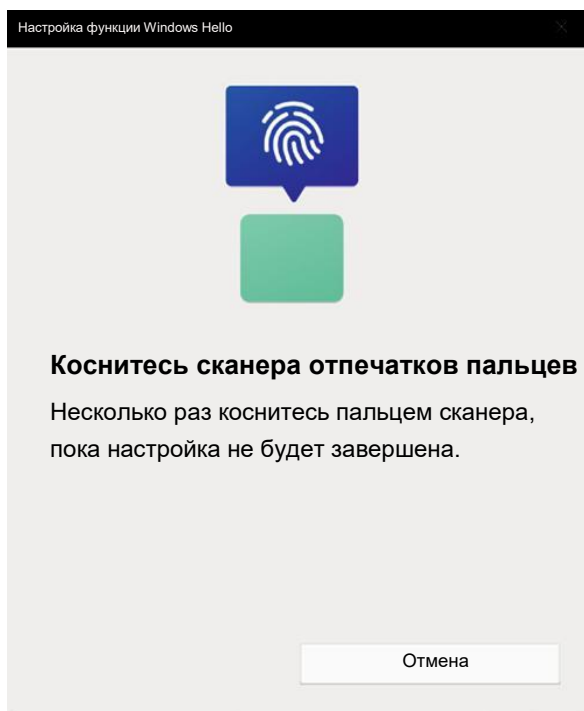 Настройка функции Windows Hello
Коснитесь сканера отпечатков пальцев
Несколько раз коснитесь пальцем сканера,
пока настройка не будет завершена.
Отмена